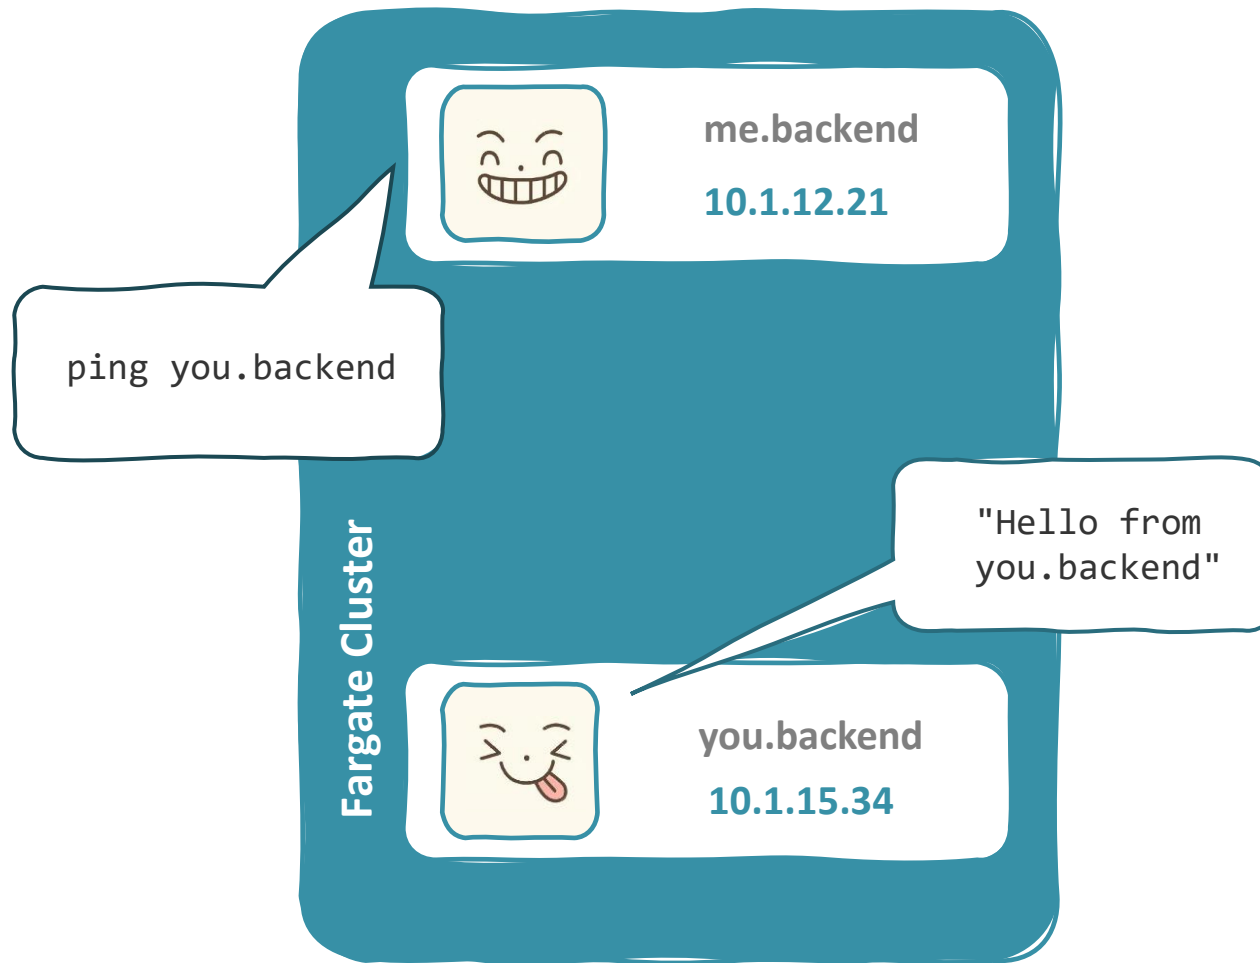 me.backend
10.1.12.21
ping you.backend
"Hello from
you.backend"
Fargate Cluster
you.backend
10.1.15.34